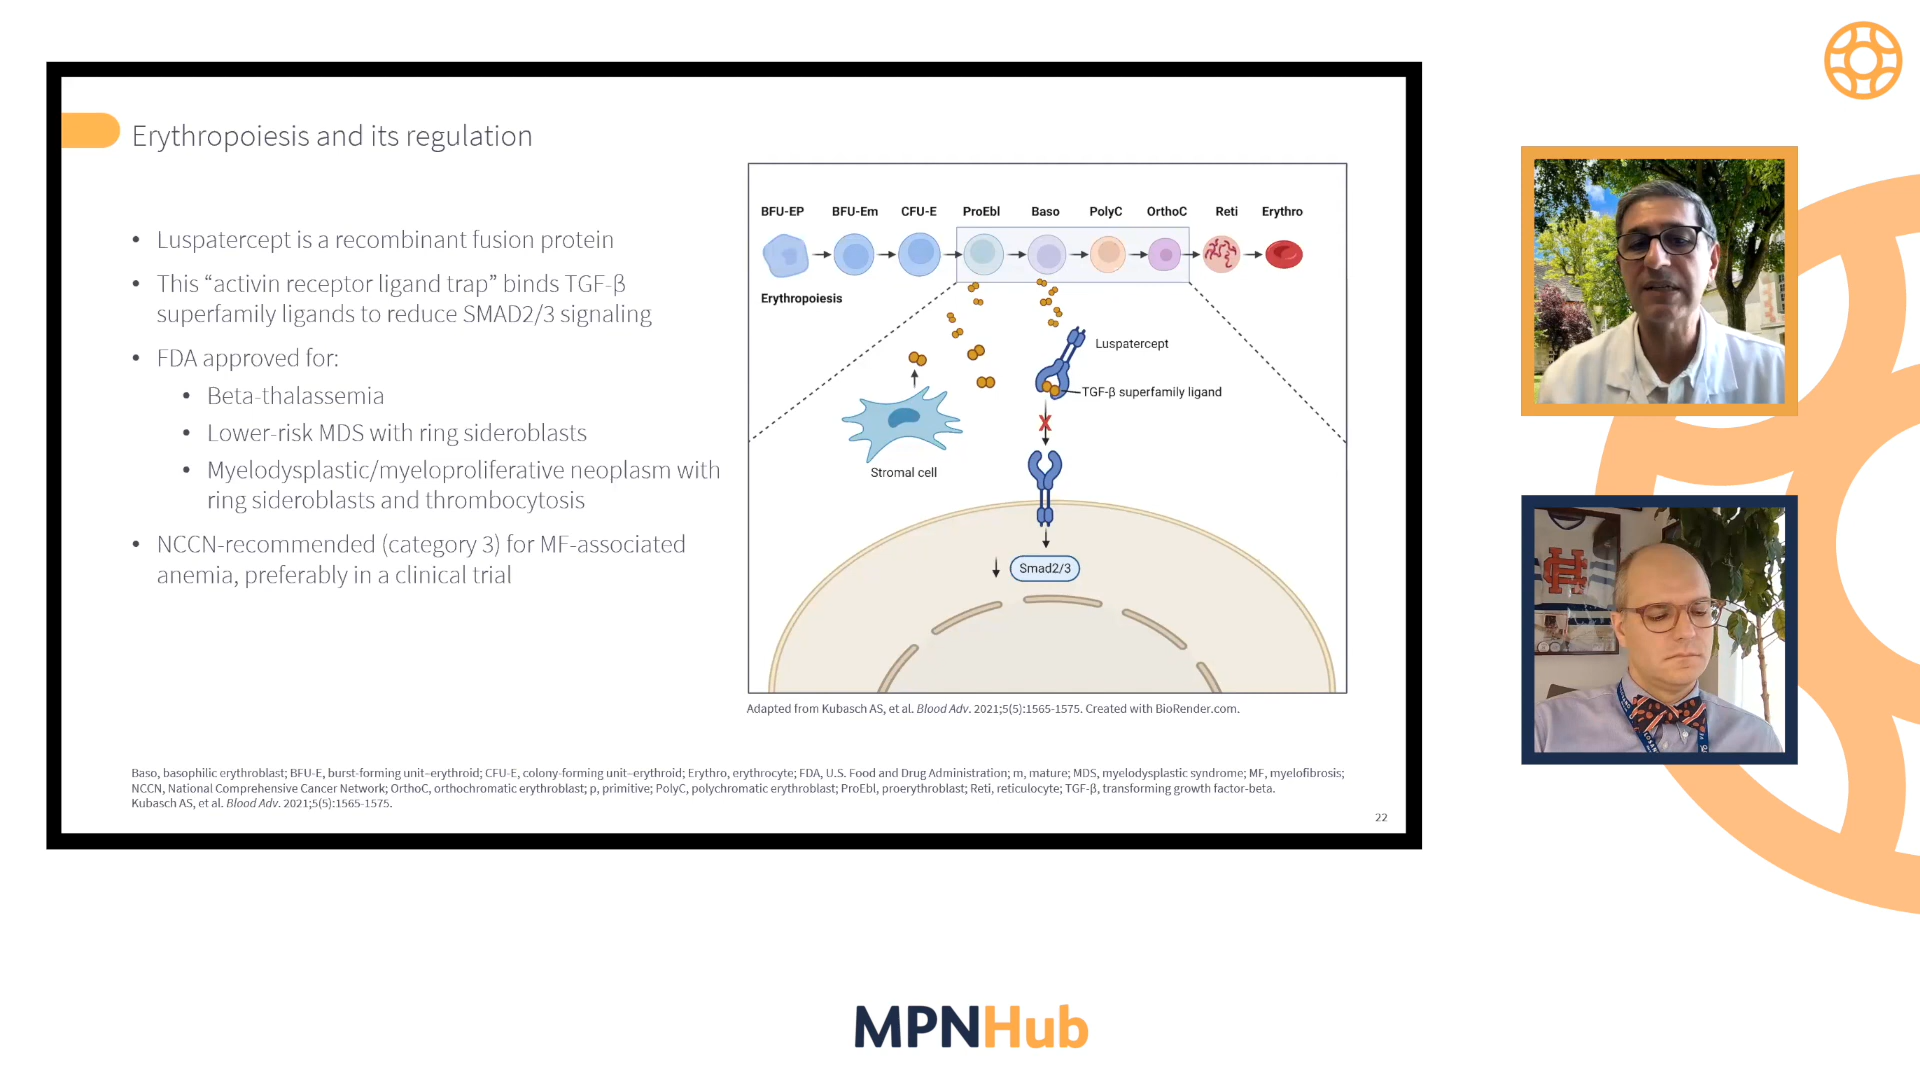 Erythropoiesis and its regulation
• Luspatercept is a recombinant fusion protein
• This “activin receptor ligand trap” binds TGF-β
superfamily ligands to reduce SMAD2/3 signaling
• FDA approved for:
• Beta-thalassemia
• Lower-risk MDS with ring sideroblasts
• Myelodysplastic/myeloproliferative neoplasm with
ring sideroblasts and thrombocytosis
• NCCN-recommended (category 3) for MF-associated
anemia, preferably in a clinical trial
BFU-EP BFU-Em CFU-E ProEbl Baso PolyC OrthoC Reti Erythro
Erythropoiesis
Luspatercept
TGF-β superfamily ligand
X
Stromal cell
Smad2/3
Adapted from Kubasch AS, et al. Blood Adv. 2021;5(5):1565-1575. Created with BioRender.com.
Baso, basophilic erythroblast; BFU-E, burst-forming unit–erythroid; CFU-E, colony-forming unit–erythroid; Erythro, erythrocyte; FDA, U.S. Food and Drug Administration; m, mature; MDS, myelodysplastic syndrome; MF, myelofibrosis;
NCCN, National Comprehensive Cancer Network; OrthoC, orthochromatic erythroblast; p, primitive; PolyC, polychromatic erythroblast; ProEbl, proerythroblast; Reti, reticulocyte; TGF-β, transforming growth factor-beta.
Kubasch AS, et al. Blood Adv. 2021;5(5):1565-1575.
22
MPNHub